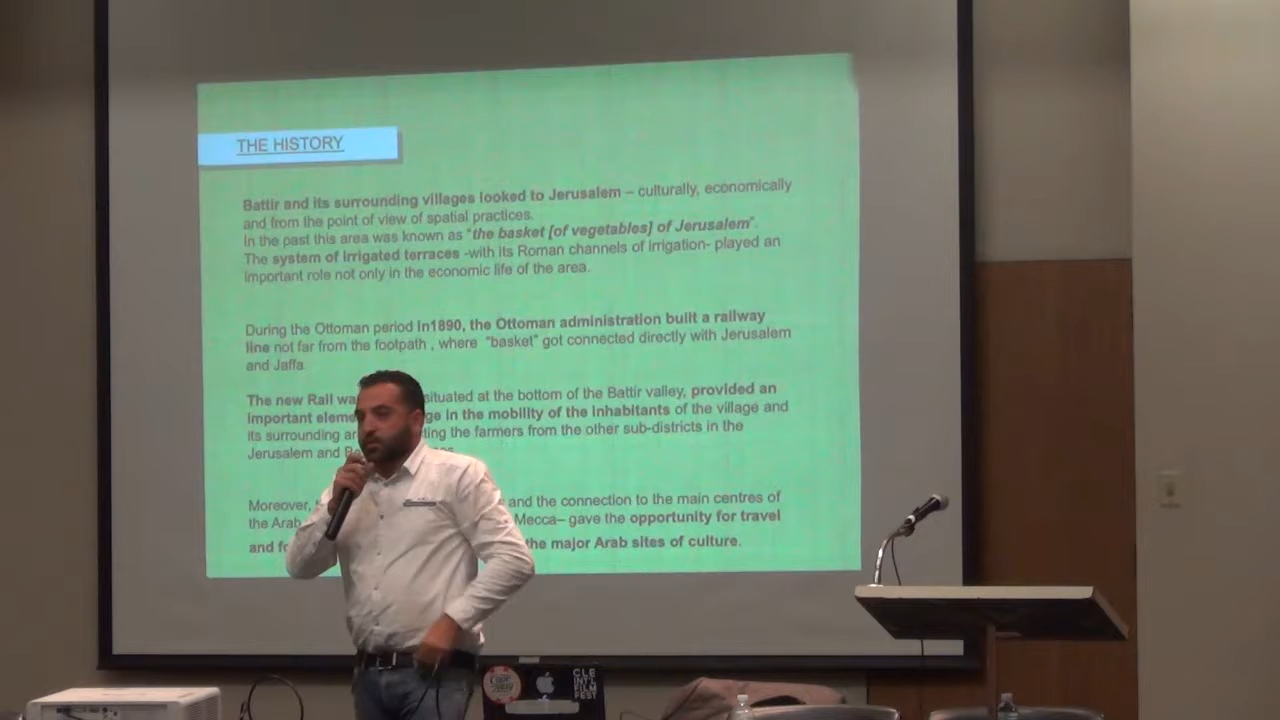 THE HISTORY
Battir and its surrounding villages looked to Jerusalem – culturally, economically
and from the point of view of spatial practices.
In the past this area was known as "the basket [of vegetables] of Jerusalem".
The system of irrigated terraces -with its Roman channels of irrigation- played an
important role not only in the economic life of the area.
During the Ottoman period in1890, the Ottoman administration built a railway
line not far from the footpath , where "basket" got connected directly with Jerusalem
and Jaffa
The new Rail situated at the bottom of the Battir valley, provided an
important in the mobility of the inhabitants of the village and
its surrounding the farmers from the other sub-districts in the
Jerusalem and
Moreover, and the connection to the main centres of
the Arab Mecca– gave the opportunity for travel
and the major Arab sites of culture.
CLE
INT'L
FILM
FEST